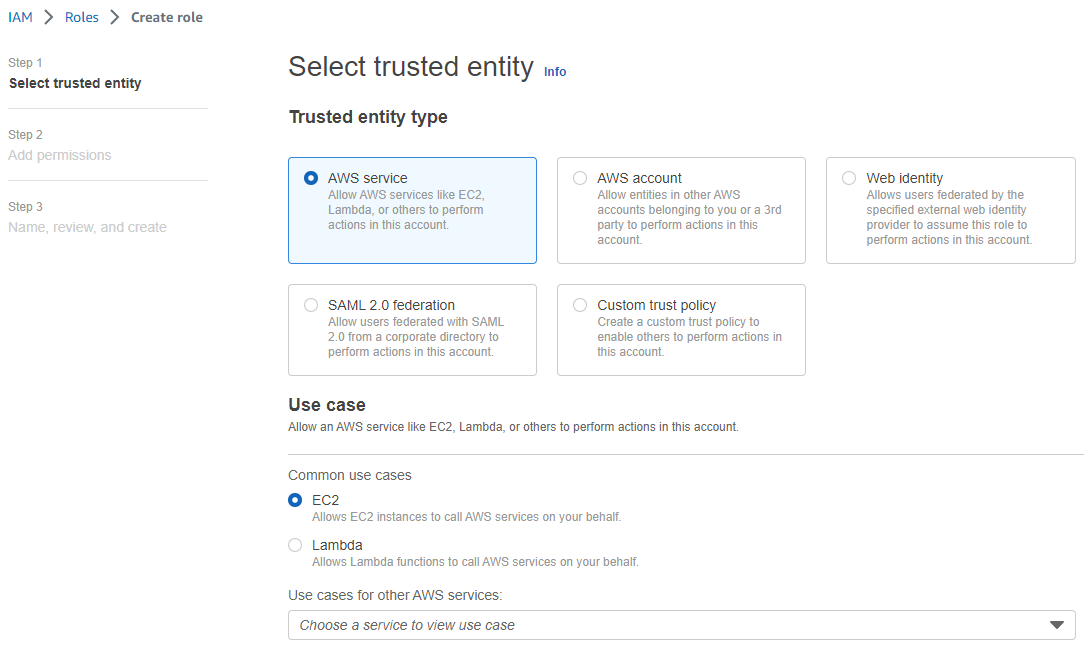 IAM > Roles > Create role
Step 1
Select trusted entity
Step 2
Add permissions
Step 3
Name, review, and create
Select trusted entity Info
Trusted entity type
AWS service
Allow AWS services like EC2,
Lambda, or others to perform
actions in this account.
AWS account
Allow entities in other AWS
accounts belonging to you or a 3rd
party to perform actions in this
account.
Web identity
Allows users federated by the
specified external web identity
provider to assume this role to
perform actions in this account.
SAML 2.0 federation
Allow users federated with SAML
2.0 from a corporate directory to
perform actions in this account.
Custom trust policy
Create a custom trust policy to
enable others to perform actions in
this account.
Use case
Allow an AWS service like EC2, Lambda, or others to perform actions in this account.
Common use cases
EC2
Allows EC2 instances to call AWS services on your behalf.
Lambda
Allows Lambda functions to call AWS services on your behalf.
Use cases for other AWS services:
Choose a service to view use case